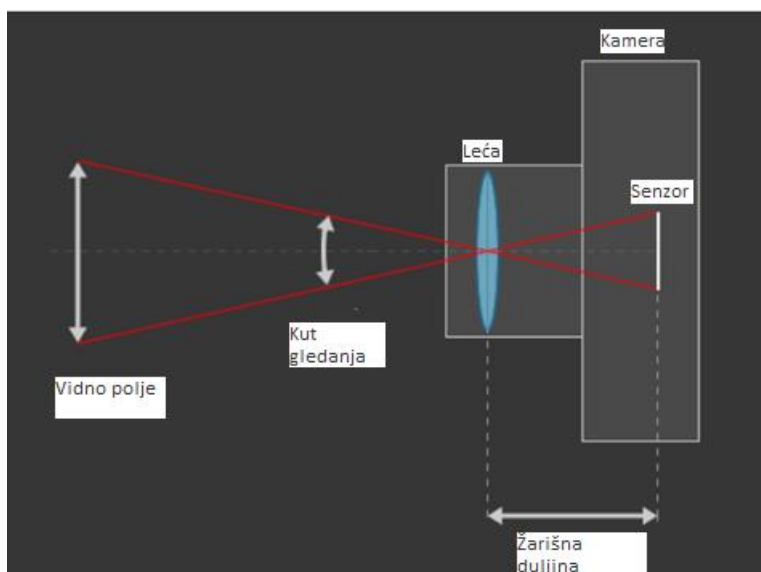 Kamera
Leća
Senzor
Kut
gledanja
Vidno polje
Žarišna
duljina